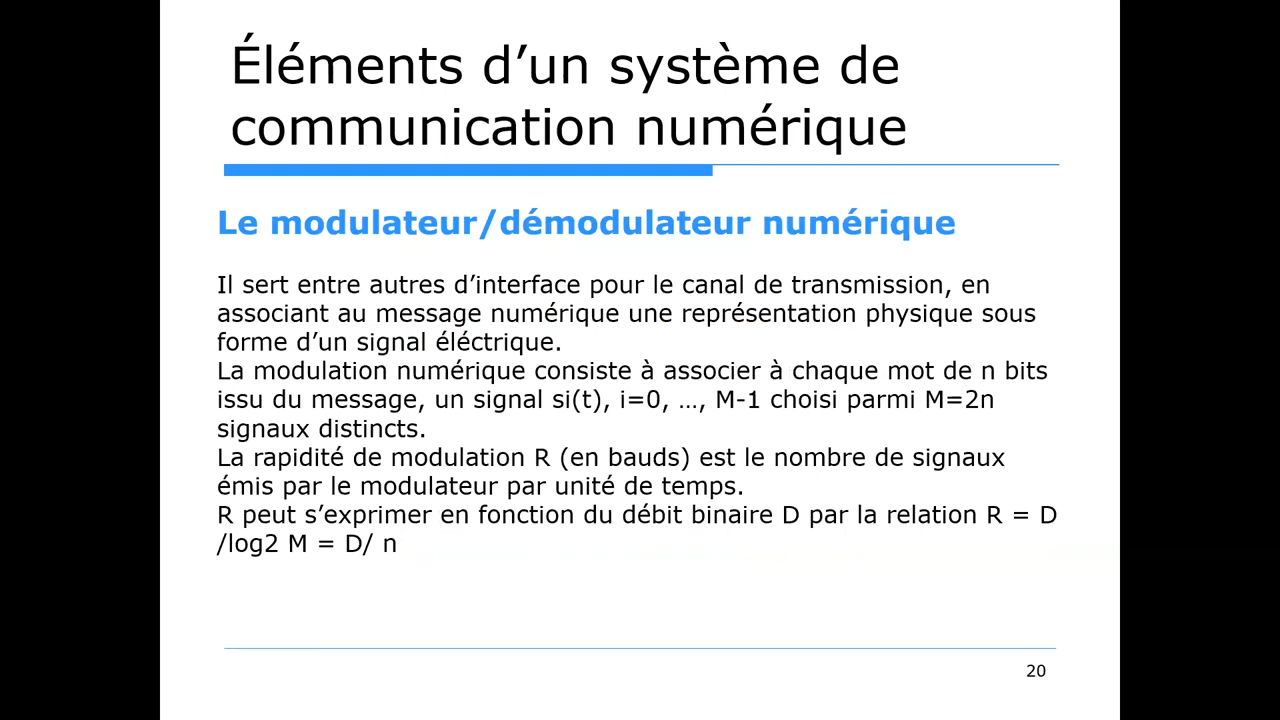 Éléments d’un système de
communication numérique
Le modulateur/démodulateur numérique
Il sert entre autres d’interface pour le canal de transmission, en
associant au message numérique une représentation physique sous
forme d’un signal éléctrique.
La modulation numérique consiste à associer à chaque mot de n bits
issu du message, un signal si(t), i=0, …, M-1 choisi parmi M=2n
signaux distincts.
La rapidité de modulation R (en bauds) est le nombre de signaux
émis par le modulateur par unité de temps.
R peut s’exprimer en fonction du débit binaire D par la relation R = D
/log2 M = D/ n
20